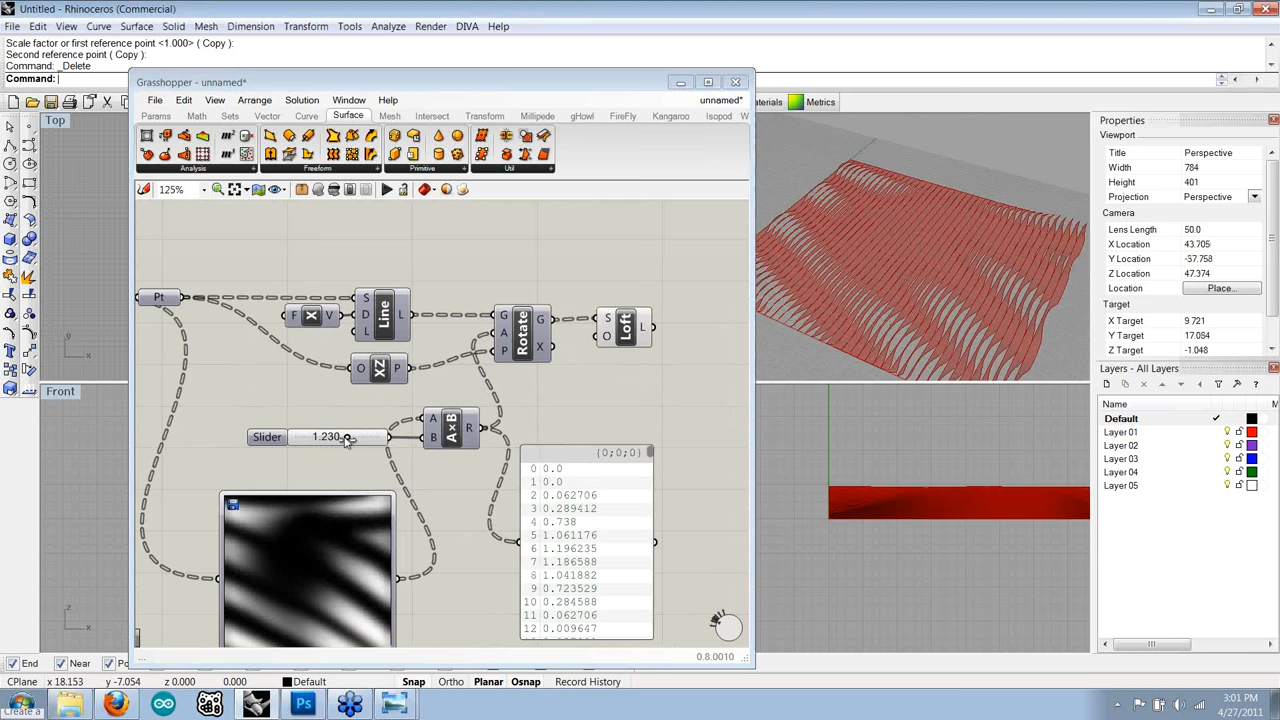 Untitled - Rhinoceros (Commercial)
File Edit View Curve Surface Solid Mesh Dimension Transform Tools Analyze Render DIVA Help
Scale factor or first reference point <1.000> ( Copy ):
Second reference point ( Copy ):
Command: _Delete
Command:
Grasshopper - unnamed*
File Edit View Arrange Solution Window Help
unnamed*
Params Math Sets Vector Curve Surface Mesh Intersect Transform Millipede gHowl FireFly Kangaroo Isopod W
Analysis Freeform Primitive Util
125%
aterials Metrics
Top
Front
y
x
z
x
Pt
F X V
S
D
L
Line
L
O XZ P
G
A
P
Rotate
G
X
S
O
Loft
L
Slider 1.230
A
B
A×B
R
{0;0;0}
0 0.0
1 0.0
2 0.062706
3 0.289412
4 0.738
5 1.061176
6 1.196235
7 1.186588
8 1.041882
9 0.723529
10 0.284588
11 0.062706
12 0.009647
...
0.8.0010
Properties
Viewport
Title Perspective
Width 784
Height 401
Projection Perspective
Camera
Lens Length 50.0
X Location 43.705
Y Location -37.758
Z Location 47.374
Location Place...
Target
X Target 9.721
Y Target 17.054
Z Target -1.048
Layers - All Layers
Default
Layer 01
Layer 02
Layer 03
Layer 04
Layer 05
End Near Po
CPlane x 18.153 y -7.054 z 0.000 0.000 Default Snap Ortho Planar Osnap Record History
Create a
Ps
3:01 PM
4/27/2011